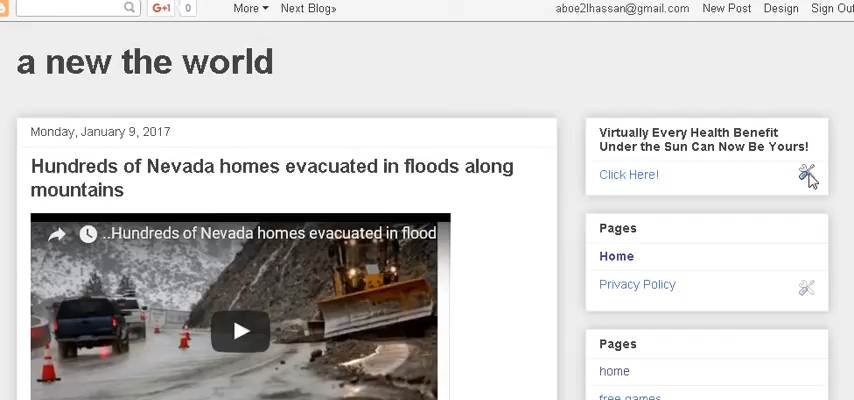 G+1 0 More Next Blog» aboe2lhassan@gmail.com New Post Design Sign Out
a new the world
Monday, January 9, 2017
Hundreds of Nevada homes evacuated in floods along
mountains
..Hundreds of Nevada homes evacuated in flood
Virtually Every Health Benefit
Under the Sun Can Now Be Yours!
Click Here!
Pages
Home
Privacy Policy
Pages
home
free games